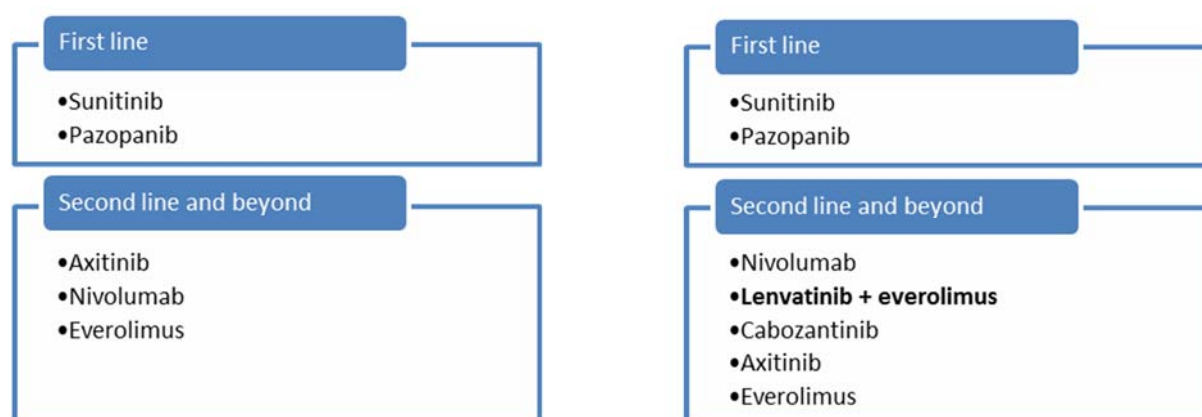 First line
•Sunitinib
•Pazopanib
Second line and beyond
•Axitinib
•Nivolumab
•Everolimus
First line
•Sunitinib
•Pazopanib
Second line and beyond
•Nivolumab
•Lenvatinib + everolimus
•Cabozantinib
•Axitinib
•Everolimus